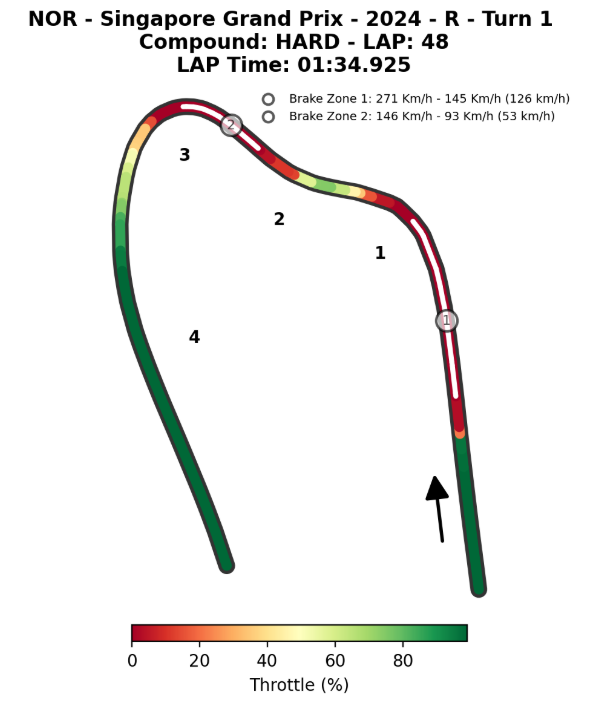 NOR - Singapore Grand Prix - 2024 - R - Turn 1
Compound: HARD - LAP: 48
LAP Time: 01:34.925
Brake Zone 1: 271 Km/h - 145 Km/h (126 km/h)
Brake Zone 2: 146 Km/h - 93 Km/h (53 km/h)
2
3
2
1
1
4
0 20 40 60 80
Throttle (%)